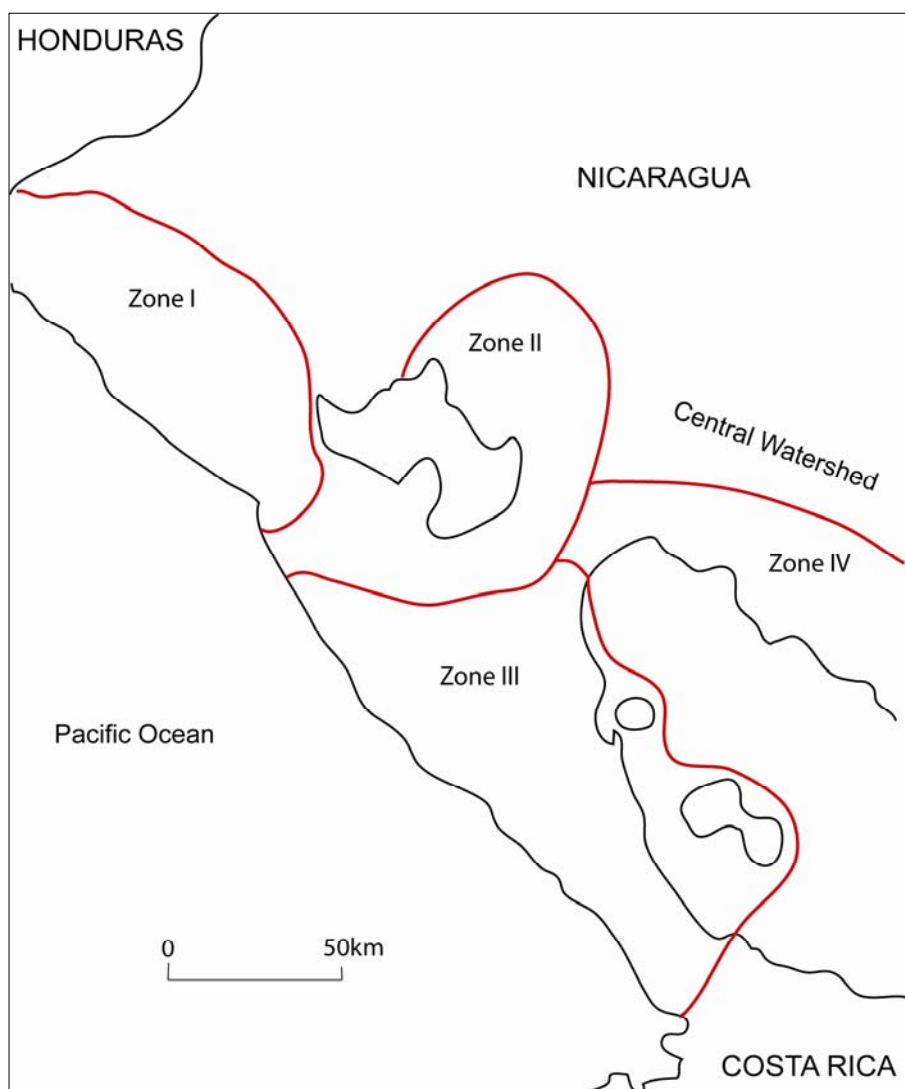 HONDURAS
NICARAGUA
Zone I
Zone II
Central Watershed
Zone IV
Zone III
Pacific Ocean
0 50km
COSTA RICA